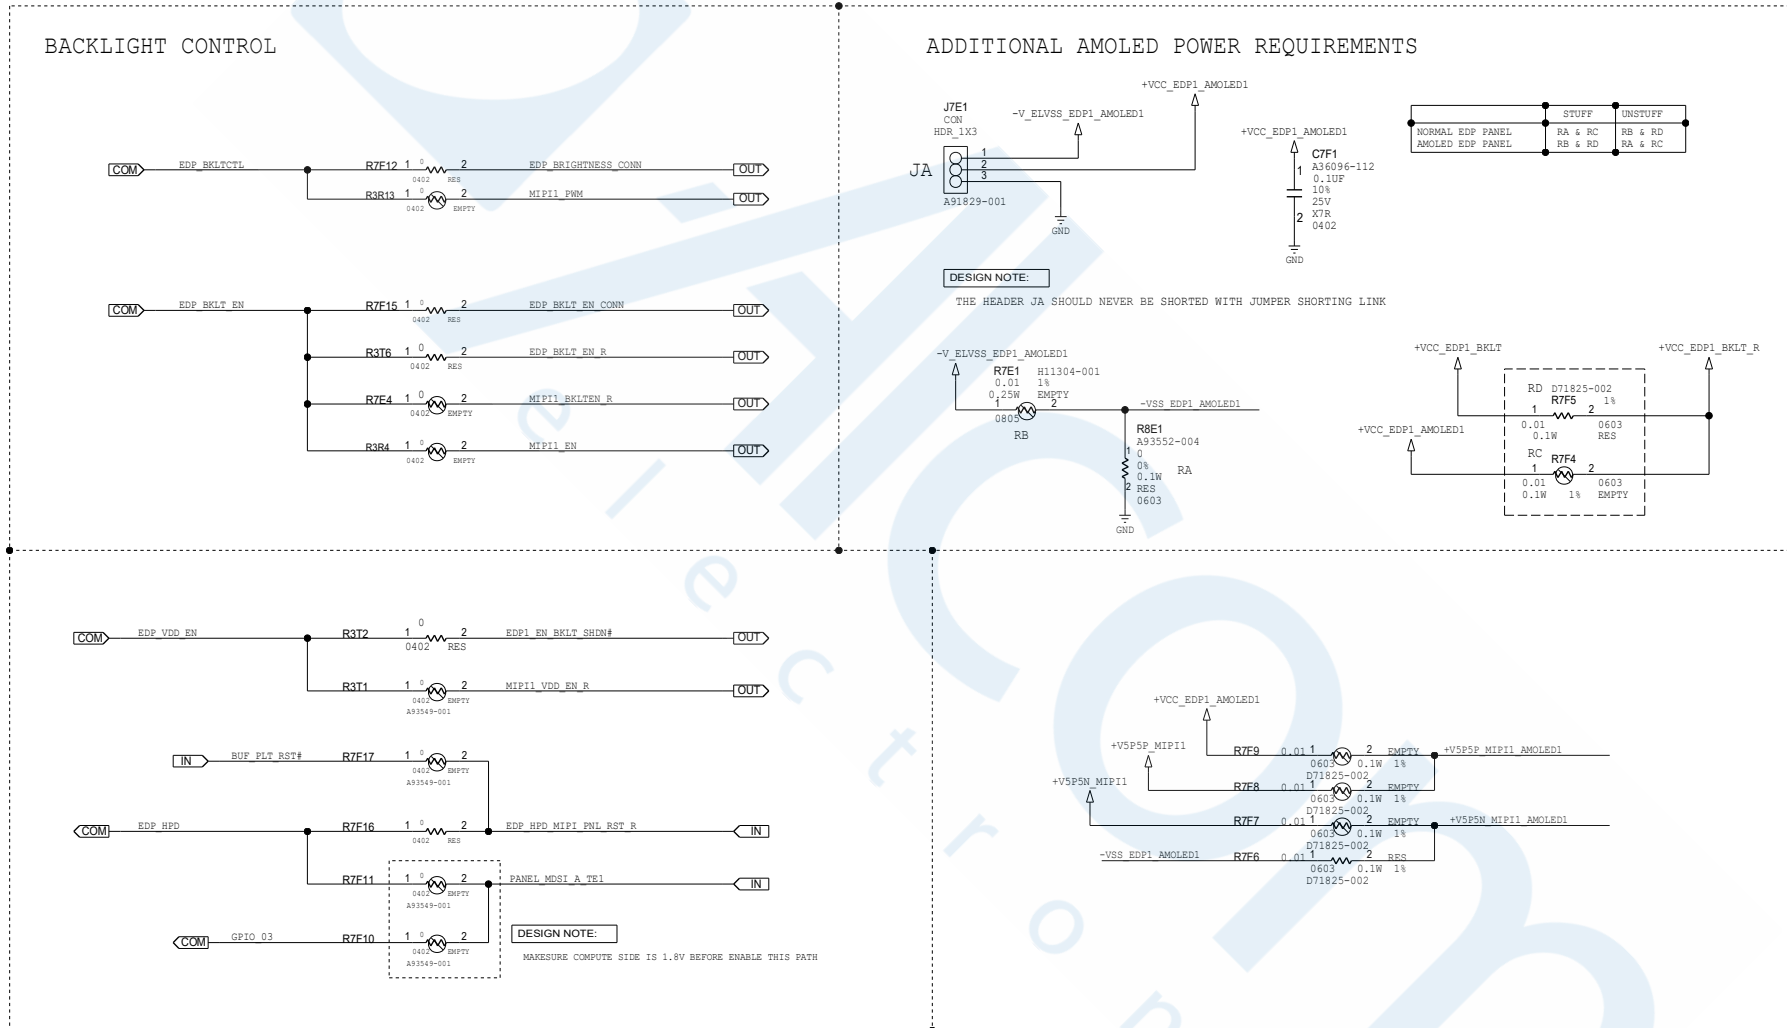 BACKLIGHT CONTROL
COM
EDP_BKLTCTL
R7F12 1 0 2
0402 RES
EDP_BRIGHTNESS_CONN
OUT
R3R13 1 0 2
0402 EMPTY
MIPI1_PWM
OUT
COM
EDP_BKLT_EN
R7F15 1 0 2
0402 RES
EDP_BKLT_EN_CONN
OUT
R3T6 1 0 2
0402 RES
EDP_BKLT_EN_R
OUT
R7E4 1 0 2
0402 EMPTY
MIPI1_BKLTEN_R
OUT
R3R4 1 0 2
0402 EMPTY
MIPI1_EN
OUT
ADDITIONAL AMOLED POWER REQUIREMENTS
+VCC_EDP1_AMOLED1
-V_ELVSS_EDP1_AMOLED1
J7E1
CON
HDR_1X3
JA
1
2
3
A91829-001
GND
+VCC_EDP1_AMOLED1
C7F1
A36096-112
0.1UF
10%
25V
X7R
0402
1
2
GND
STUFF UNSTUFF
NORMAL EDP PANEL RA & RC RB & RD
AMOLED EDP PANEL RB & RD RA & RC
DESIGN NOTE:
THE HEADER JA SHOULD NEVER BE SHORTED WITH JUMPER SHORTING LINK
-V_ELVSS_EDP1_AMOLED1
R7E1 H11304-001
0.01 1%
0.25W EMPTY
1 2
0805
RB
-VSS_EDP1_AMOLED1
R8E1
A93552-004
0
0%
0.1W
RES
0603
1
2
RA
GND
+VCC_EDP1_BKLT
+VCC_EDP1_BKLT_R
RD D71825-002
R7F5 1%
1 2
0.01 0603
0.1W RES
+VCC_EDP1_AMOLED1
RC R7F4
1 2
0.01 0603
0.1W 1% EMPTY
COM
EDP_VDD_EN
R3T2 1 0 2
0402 RES
EDP1_EN_BKLT_SHDN#
OUT
R3T1 1 0 2
0402 EMPTY
A93549-001
MIPI1_VDD_EN_R
OUT
IN
BUF_PLT_RST#
R7F17 1 0 2
0402 EMPTY
A93549-001
COM
EDP_HPD
R7F16 1 0 2
0402 RES
EDP_HPD_MIPI_PNL_RST_R
IN
R7F11 1 0 2
0402 EMPTY
A93549-001
PANEL_MDSI_A_TE1
IN
COM
GPIO_03
R7F10 1 0 2
0402 EMPTY
A93549-001
DESIGN NOTE:
MAKESURE COMPUTE SIDE IS 1.8V BEFORE ENABLE THIS PATH
+VCC_EDP1_AMOLED1
+V5P5P_MIPI1
+V5P5N_MIPI1
R7F9 0.01 1 2 EMPTY
0603 0.1W 1%
D71825-002
+V5P5P_MIPI1_AMOLED1
R7F8 0.01 1 2 EMPTY
0603 0.1W 1%
D71825-002
R7F7 0.01 1 2 EMPTY
0603 0.1W 1%
D71825-002
+V5P5N_MIPI1_AMOLED1
-VSS_EDP1_AMOLED1
R7F6 0.01 1 2 RES
0603 0.1W 1%
D71825-002